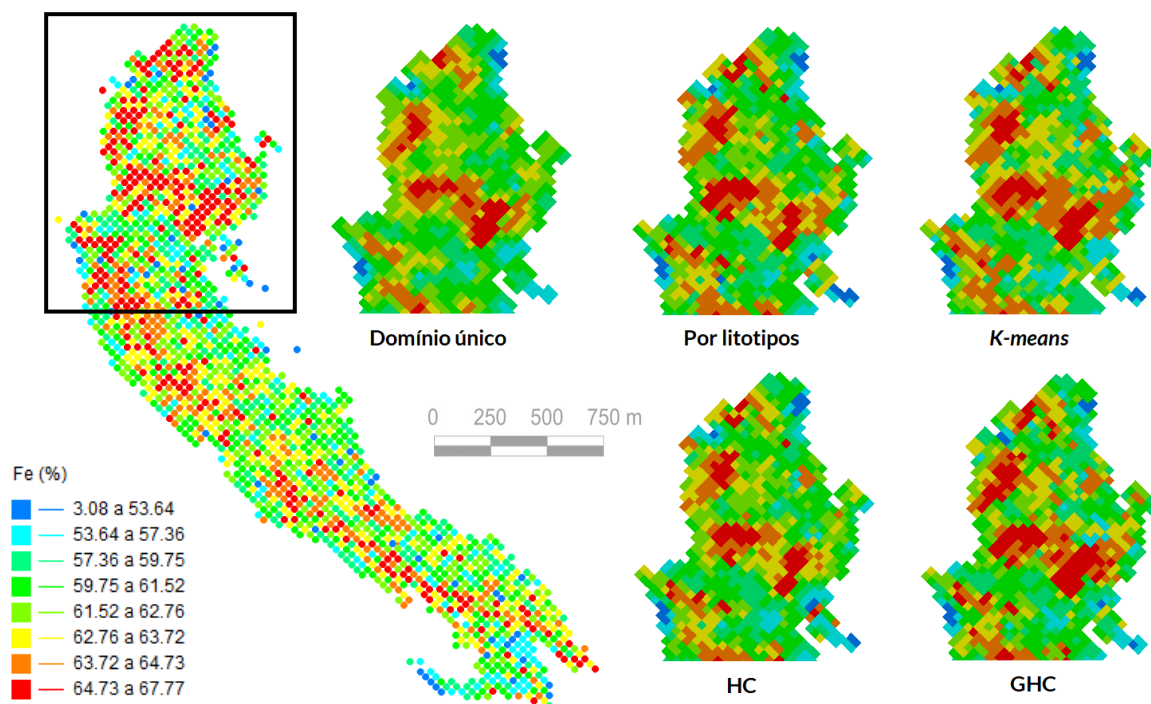 Domínio único
Por litotipos
K-means
0 250 500 750 m
Fe (%)
3.08 a 53.64
53.64 a 57.36
57.36 a 59.75
59.75 a 61.52
61.52 a 62.76
62.76 a 63.72
63.72 a 64.73
64.73 a 67.77
HC
GHC